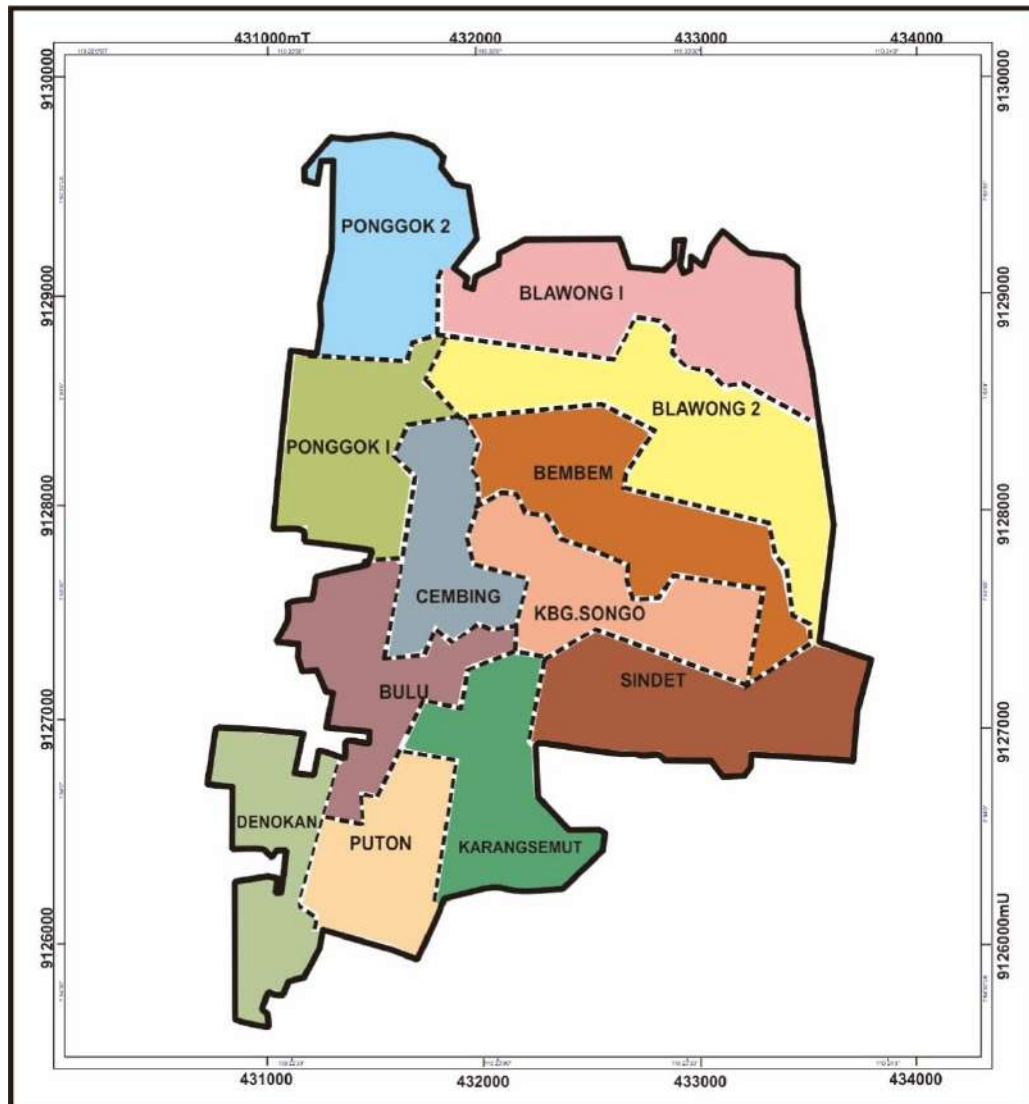 431000mT 432000 433000 434000
9130000 9130000
PONGGOK 2
BLAWONG I
9129000 9129000
BLAWONG 2
PONGGOK I
BEMBEM
9128000 9128000
CEMBING
KBG.SONGO
SINDET
BULU
9127000 9127000
DENOKAN
PUTON
KARANGSEMUT
9126000 9126000mU
431000 432000 433000 434000